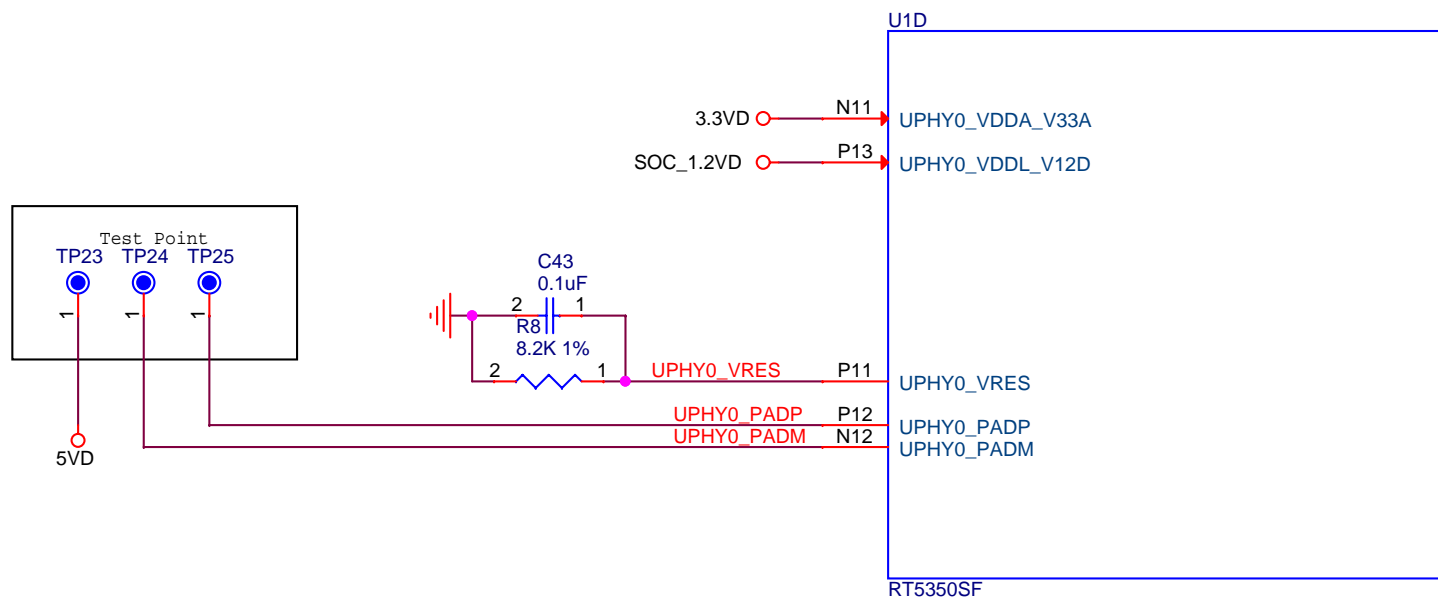 U1D
3.3VD
N11
UPHY0_VDDA_V33A
SOC_1.2VD
P13
UPHY0_VDDL_V12D
Test Point
TP23
TP24
TP25
1
1
1
5VD
C43
0.1uF
2
1
R8
8.2K 1%
2
1
UPHY0_VRES
P11
UPHY0_VRES
UPHY0_PADP
P12
UPHY0_PADP
UPHY0_PADM
N12
UPHY0_PADM
RT5350SF